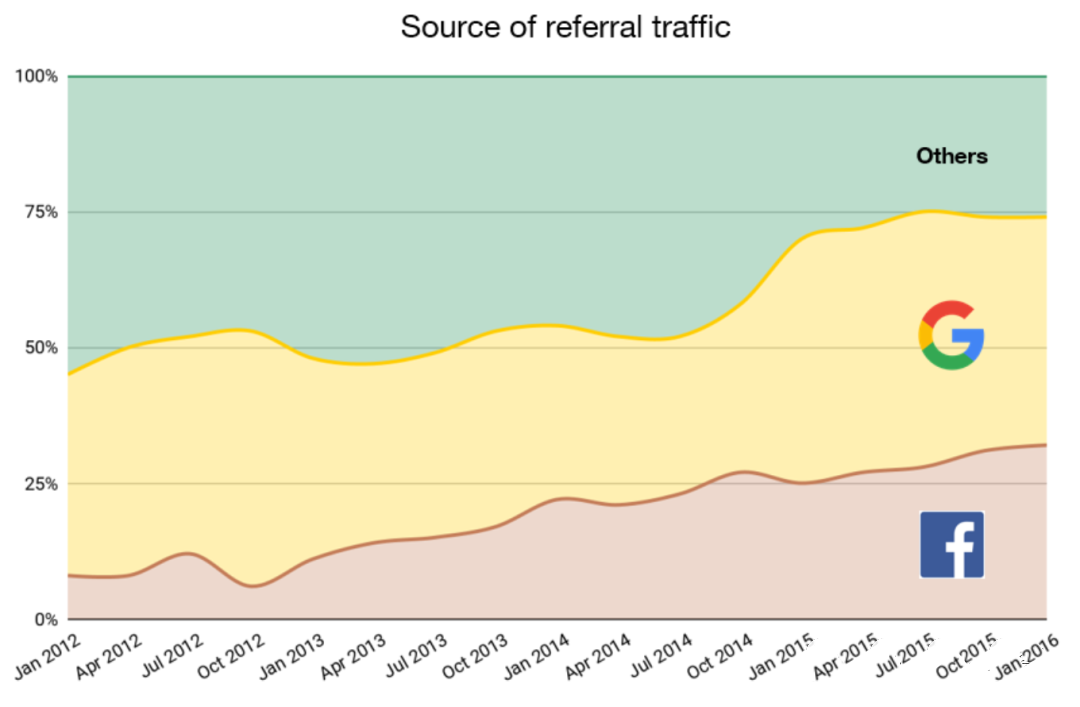 Source of referral traffic
100%
Others
75%
50%
25%
0%
Jan 2012
Apr 2012
Jul 2012
Oct 2012
Jan 2013
Apr 2013
Jul 2013
Oct 2013
Jan 2014
Apr 2014
Jul 2014
Oct 2014
Jan 2015
Apr 2015
Jul 2015
Oct 2015
Jan 2016